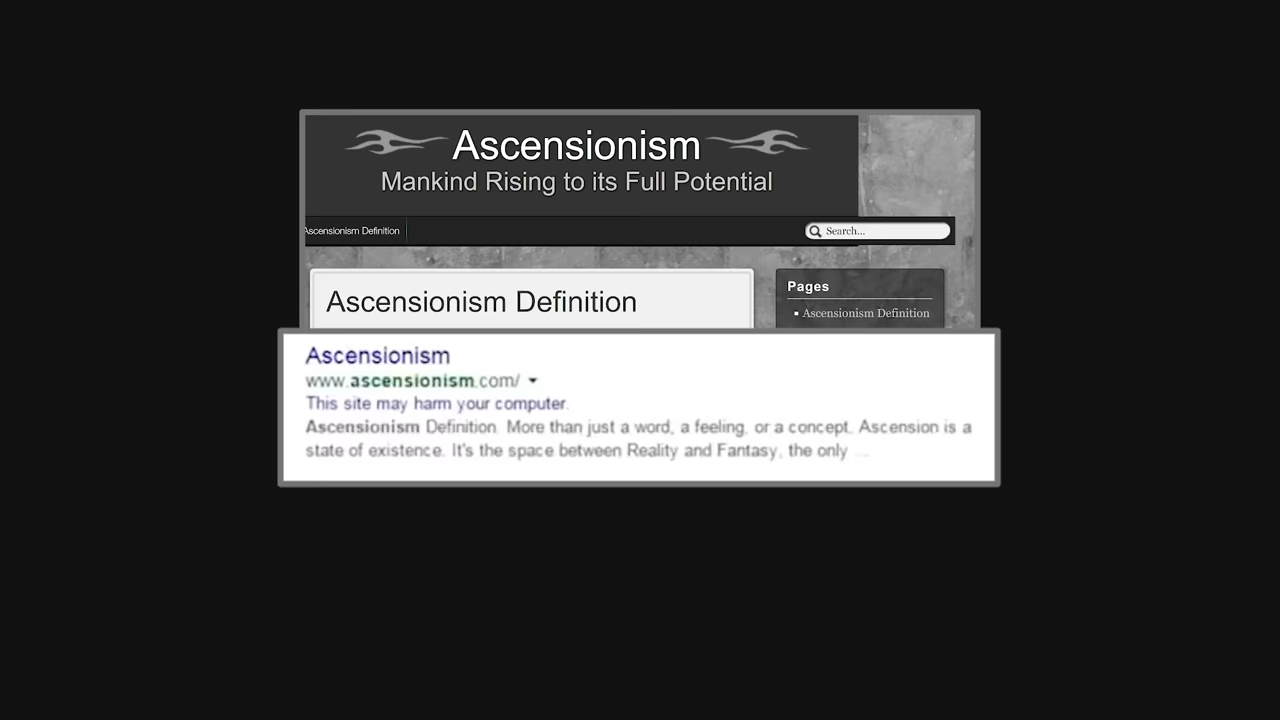 Ascensionism
Mankind Rising to its Full Potential
Ascensionism Definition
Search...
Ascensionism Definition
Pages
Ascensionism Definition
Ascensionism
www.ascensionism.com/
This site may harm your computer.
Ascensionism Definition. More than just a word, a feeling, or a concept. Ascension is a
state of existence. It's the space between Reality and Fantasy, the only ...